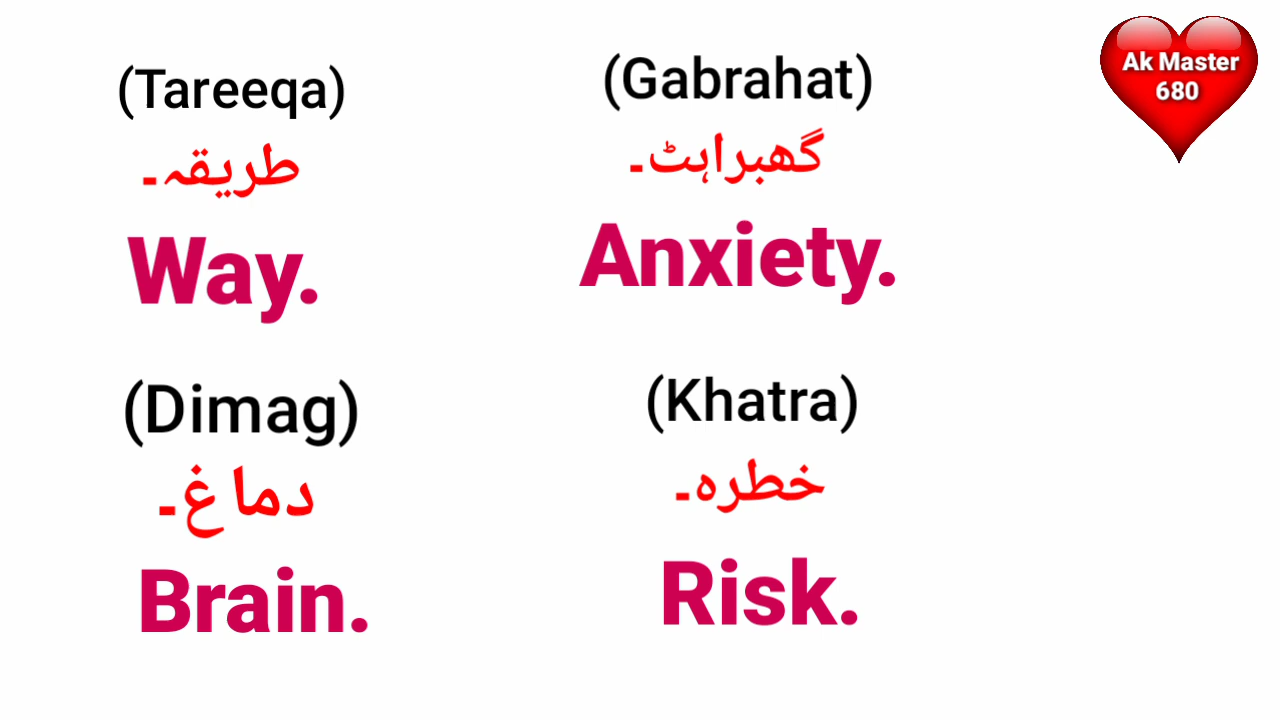 (Tareeqa)
طریقہ۔
Way.
(Gabrahat)
گھبراہٹ۔
Anxiety.
(Dimag)
دماغ۔
Brain.
(Khatra)
خطرہ۔
Risk.
Ak Master
680